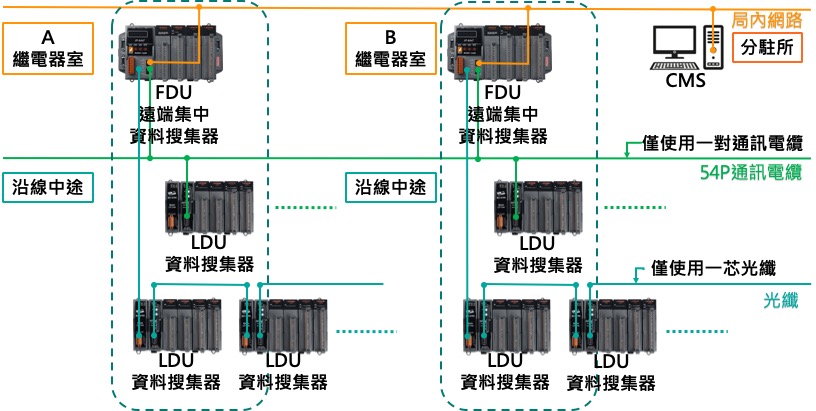 局內網路
A
繼電器室
B
繼電器室
分駐所
CMS
FDU
遠端集中
資料搜集器
FDU
遠端集中
資料搜集器
僅使用一對通訊電纜
54P通訊電纜
沿線中途
沿線中途
LDU
資料搜集器
LDU
資料搜集器
僅使用一芯光纖
光纖
LDU
資料搜集器
LDU
資料搜集器
LDU
資料搜集器
LDU
資料搜集器